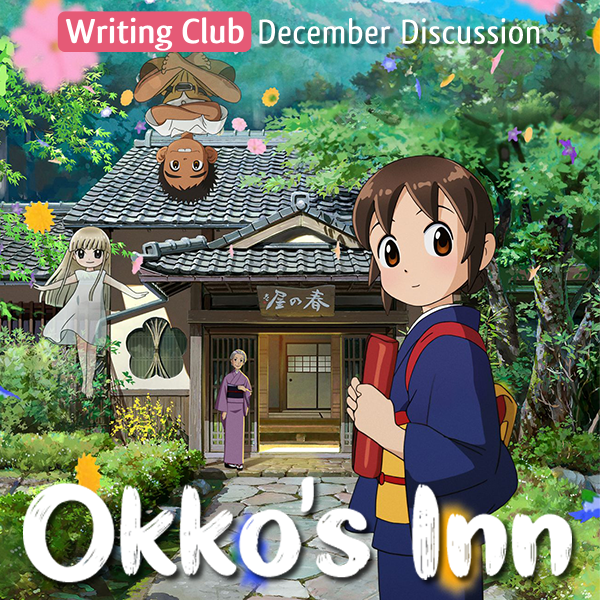 Writing Club December Discussion
屋の春
Okko's Inn